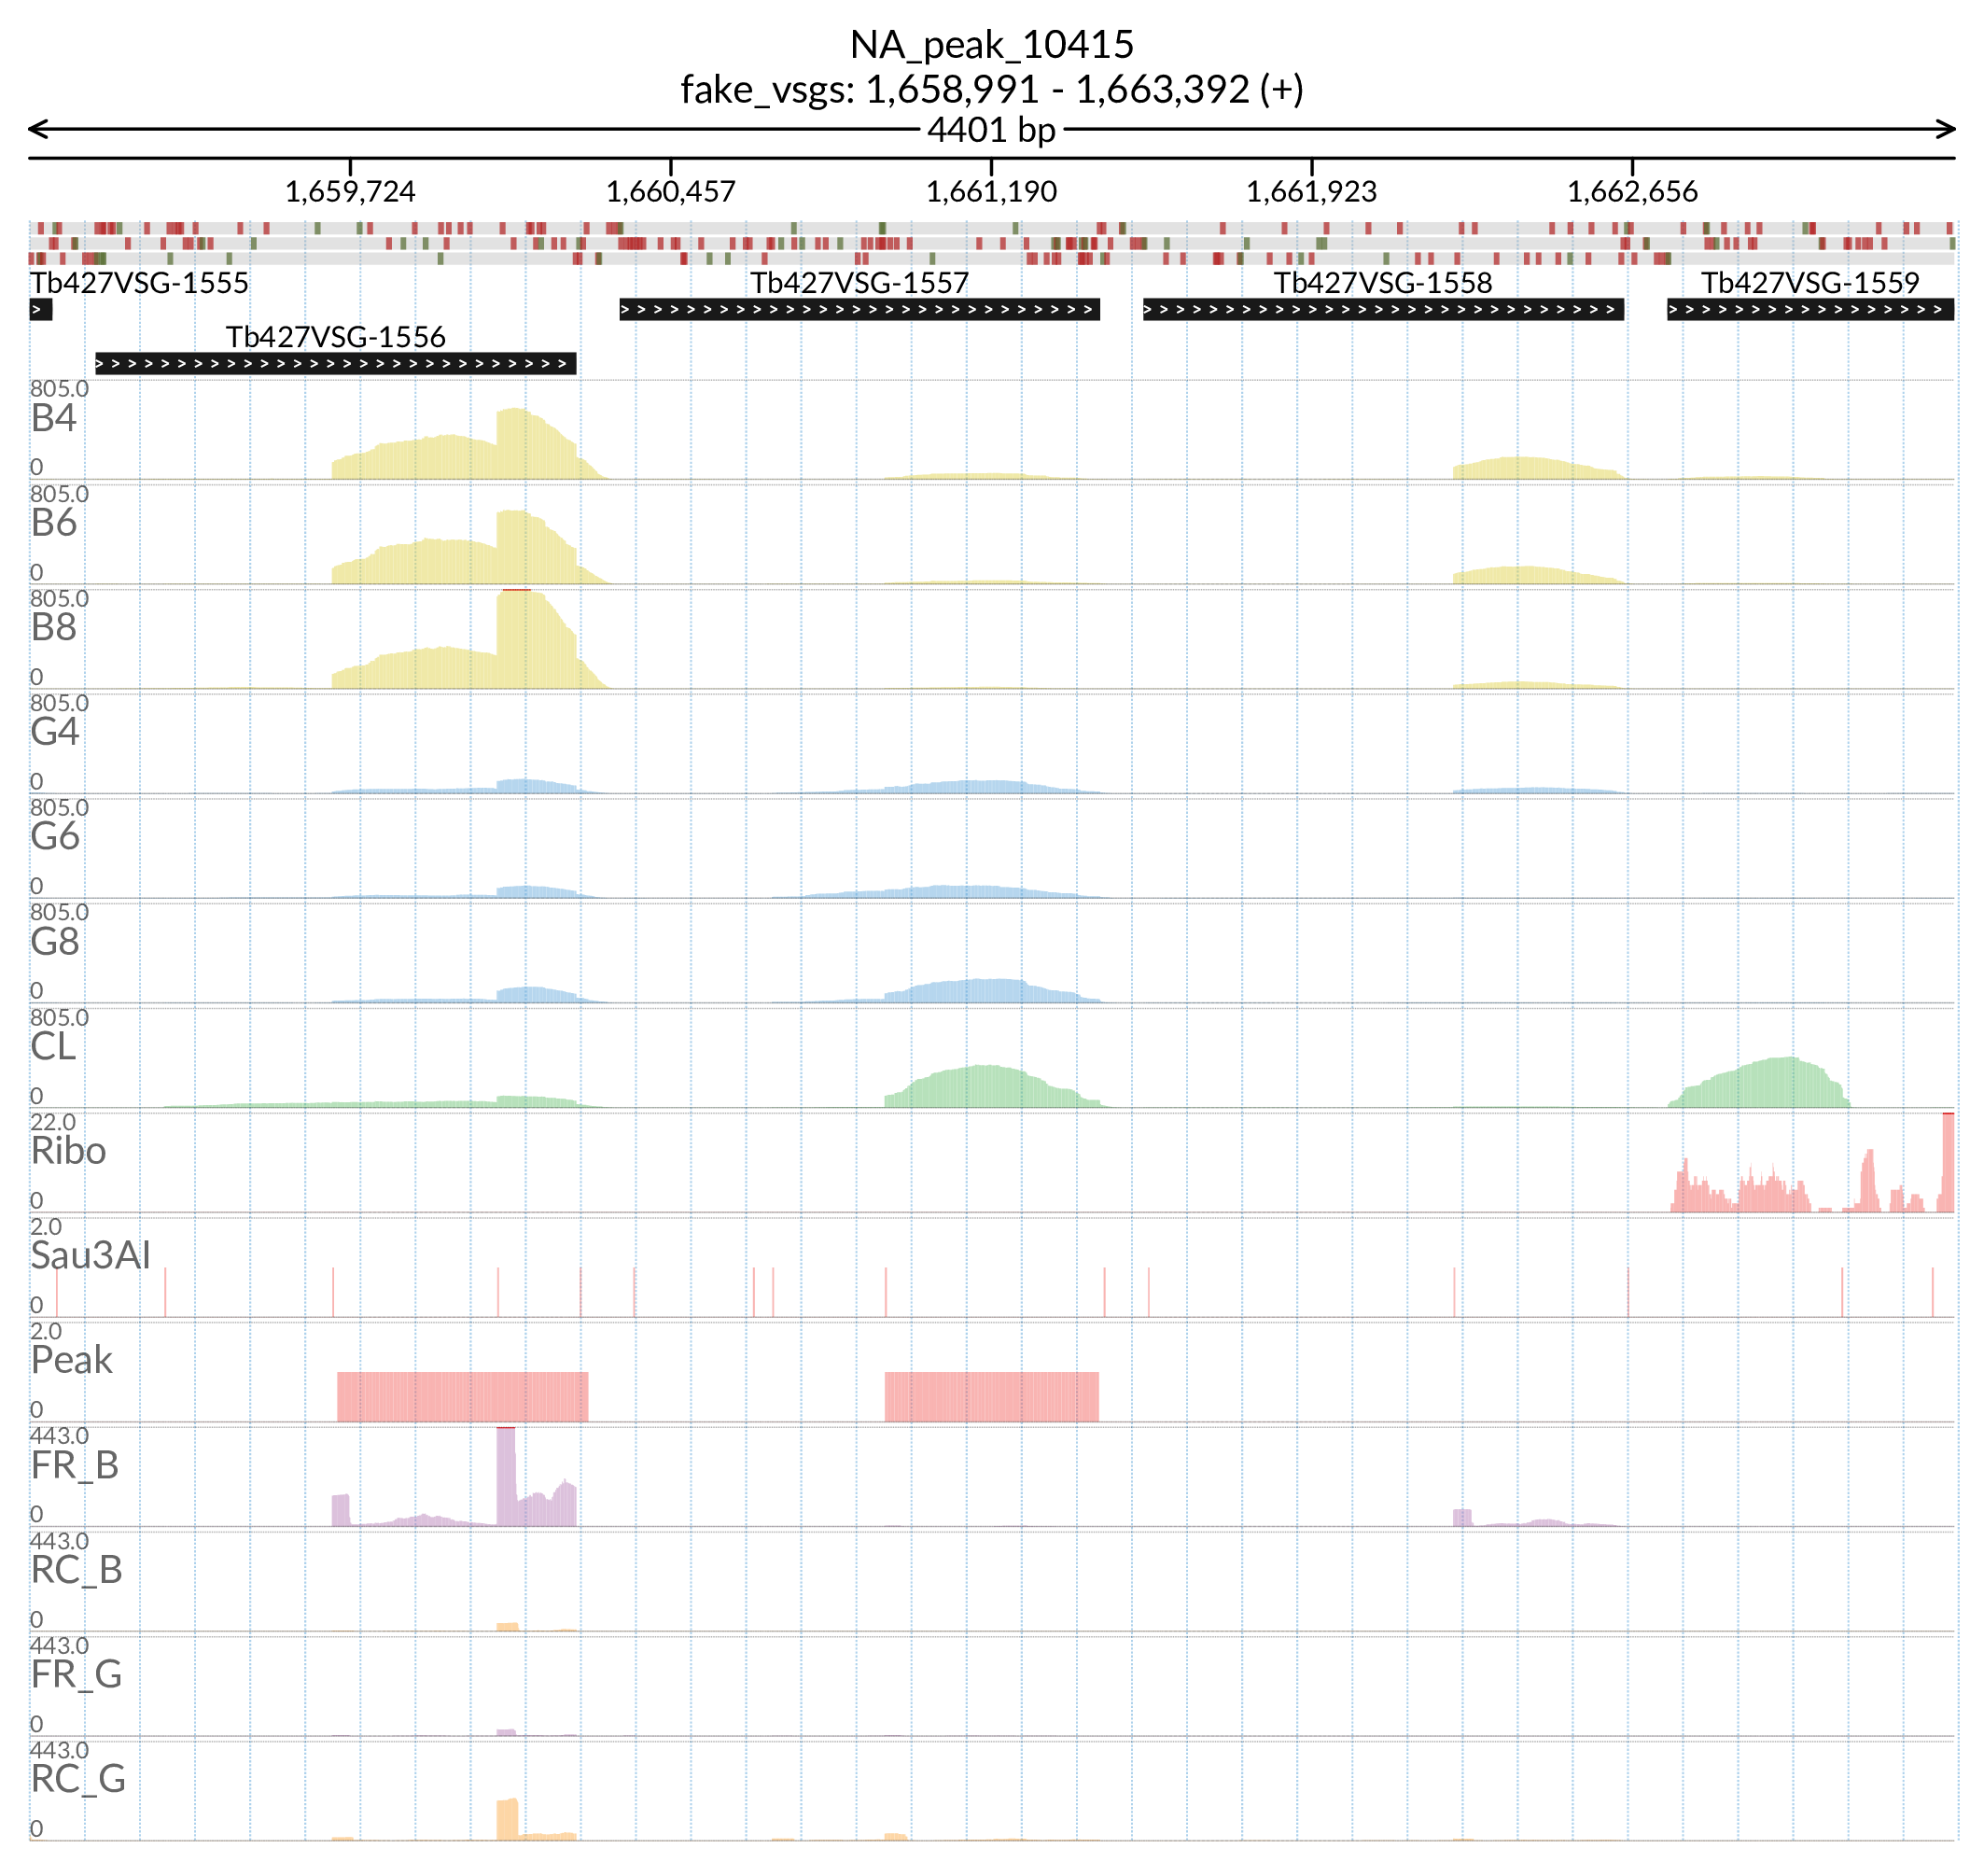 NA_peak_10415
fake_vsgs: 1,658,991 - 1,663,392 (+)
4401 bp
1,659,724 1,660,457 1,661,190 1,661,923 1,662,656
Tb427VSG-1555 Tb427VSG-1557 Tb427VSG-1558 Tb427VSG-1559
Tb427VSG-1556
805.0
B4
0
805.0
B6
0
805.0
B8
0
805.0
G4
0
805.0
G6
0
805.0
G8
0
805.0
CL
0
22.0
Ribo
0
2.0
Sau3AI
0
2.0
Peak
0
443.0
FR_B
0
443.0
RC_B
0
443.0
FR_G
0
443.0
RC_G
0